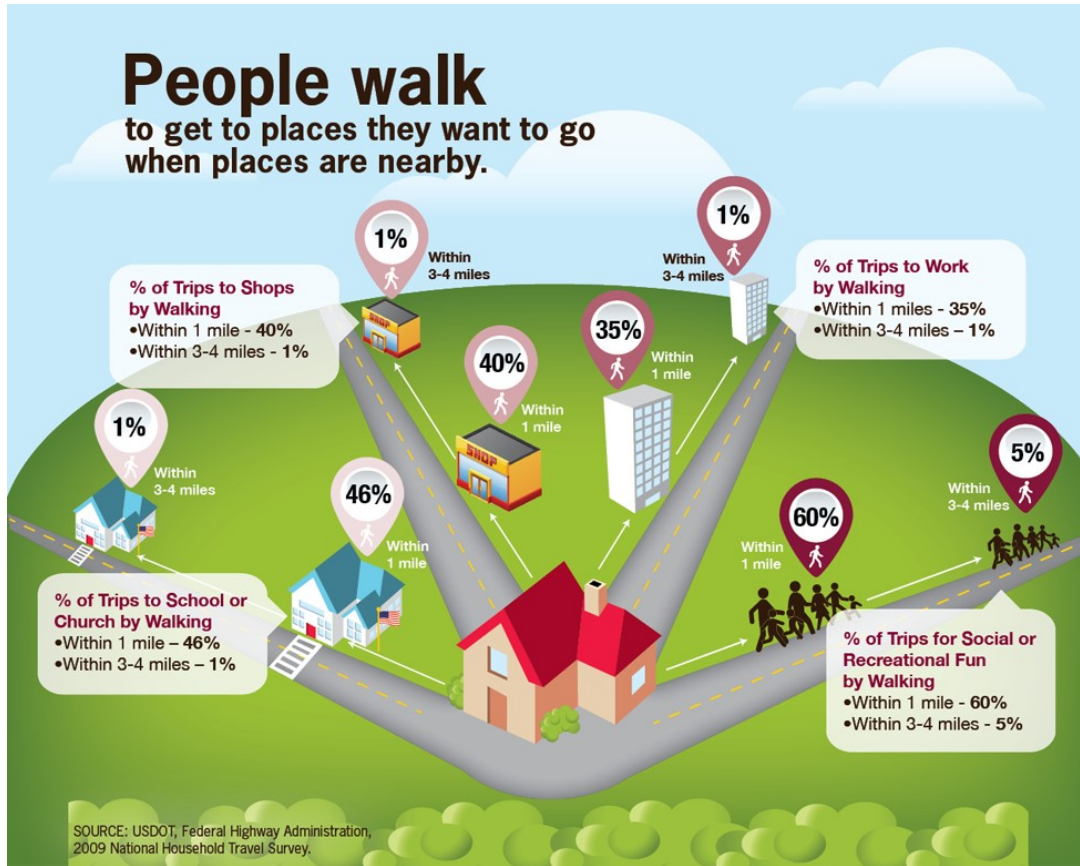 People walk
to get to places they want to go
when places are nearby.
1%
Within
3-4 miles
1%
Within
3-4 miles
% of Trips to Shops
by Walking
•Within 1 mile - 40%
•Within 3-4 miles - 1%
% of Trips to Work
by Walking
•Within 1 miles - 35%
•Within 3-4 miles – 1%
SHOP
40%
Within
1 mile
SHOP
35%
Within
1 mile
1%
Within
3-4 miles
46%
Within
1 mile
60%
Within
1 mile
5%
Within
3-4 miles
% of Trips to School or
Church by Walking
•Within 1 mile – 46%
•Within 3-4 miles – 1%
% of Trips for Social or
Recreational Fun
by Walking
•Within 1 mile - 60%
•Within 3-4 miles - 5%
SOURCE: USDOT, Federal Highway Administration,
2009 National Household Travel Survey.